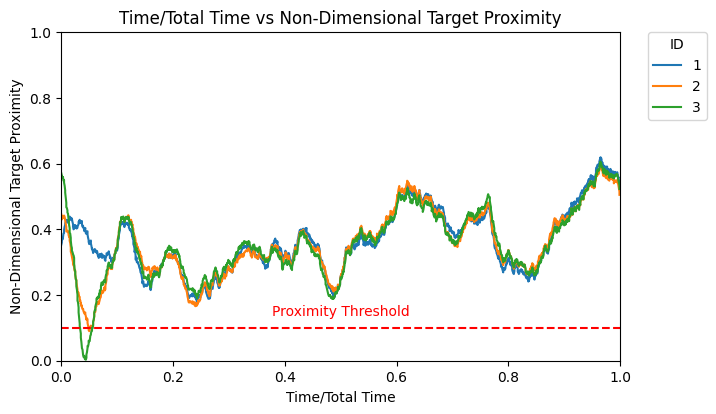 Time/Total Time vs Non-Dimensional Target Proximity
ID
1
2
3
Non-Dimensional Target Proximity
1.0
0.8
0.6
0.4
0.2
0.0
Proximity Threshold
0.0 0.2 0.4 0.6 0.8 1.0
Time/Total Time